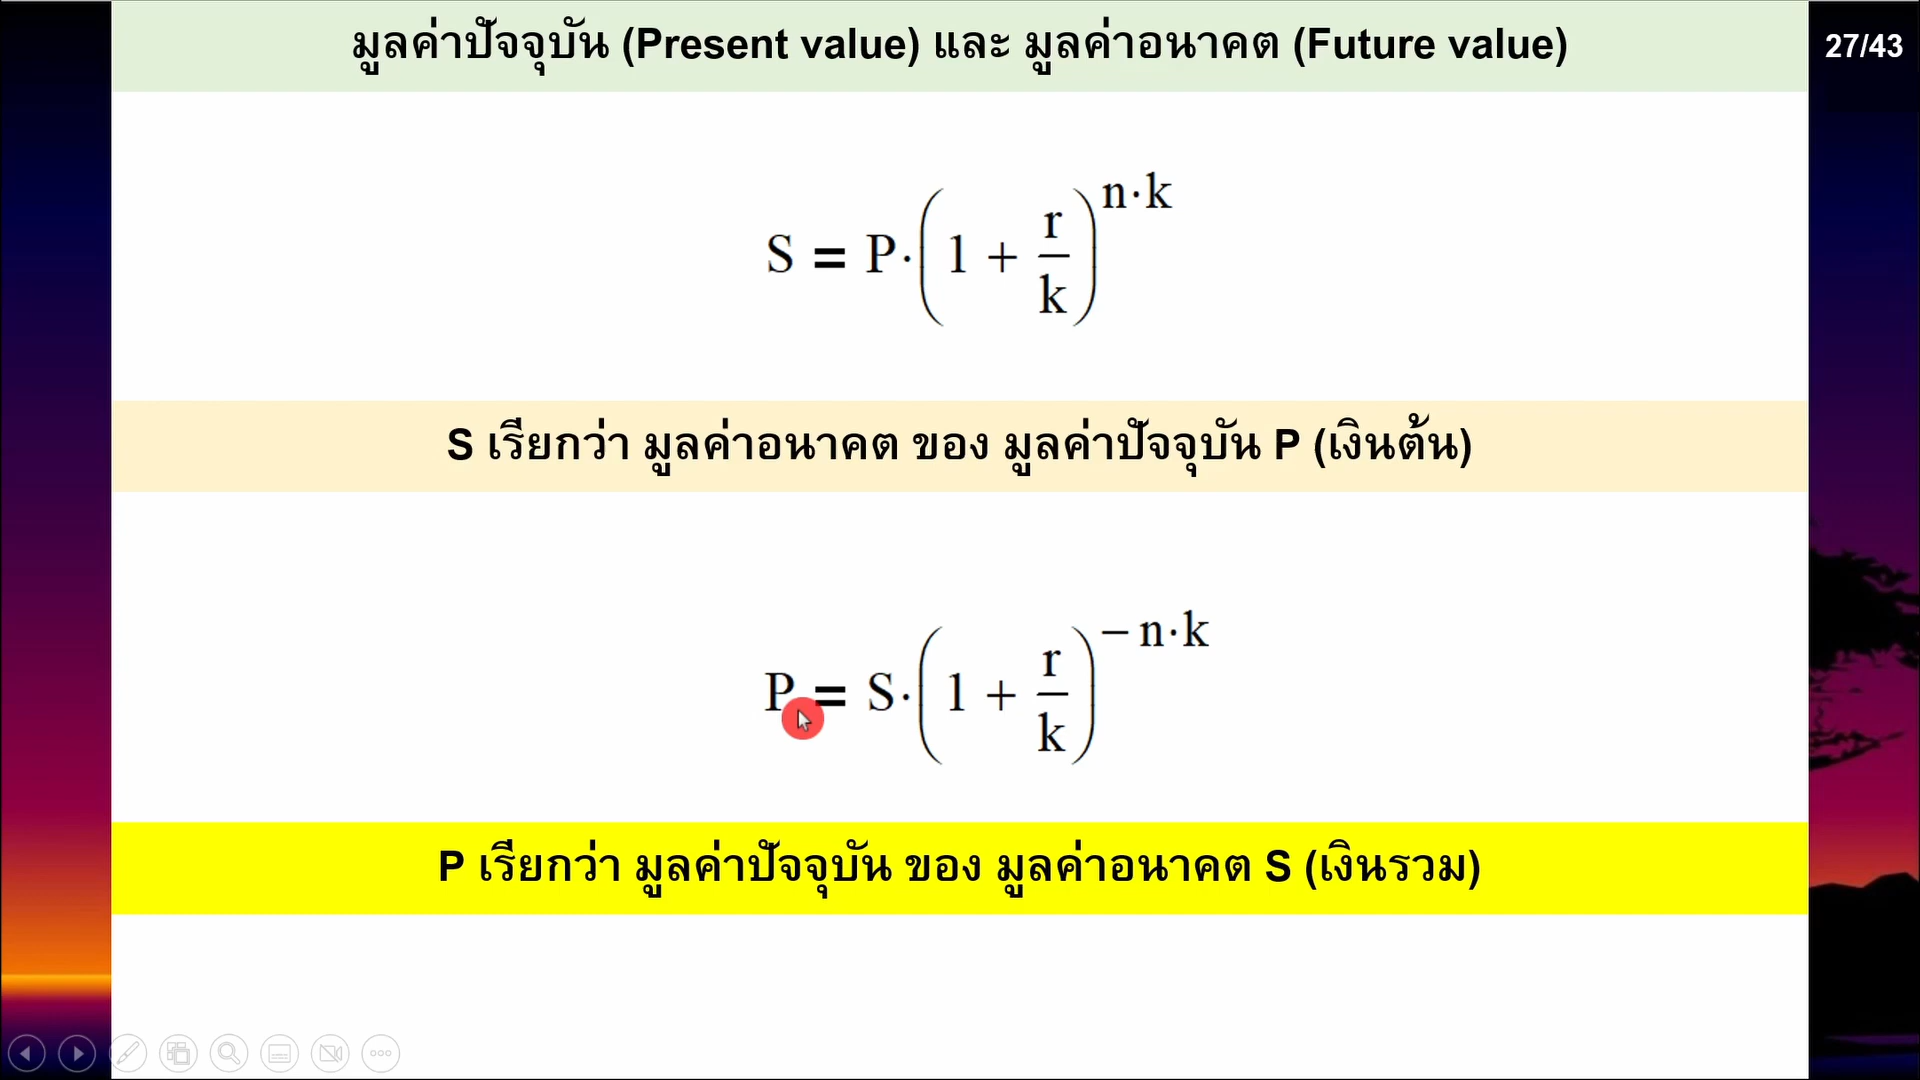 มูลค่าปัจจุบัน (Present value) และ มูลค่าอนาคต (Future value)
27/43
S = P·(1 + r/k)^(n·k)
S เรียกว่า มูลค่าอนาคต ของ มูลค่าปัจจุบัน P (เงินต้น)
P = S·(1 + r/k)^(− n·k)
P เรียกว่า มูลค่าปัจจุบัน ของ มูลค่าอนาคต S (เงินรวม)